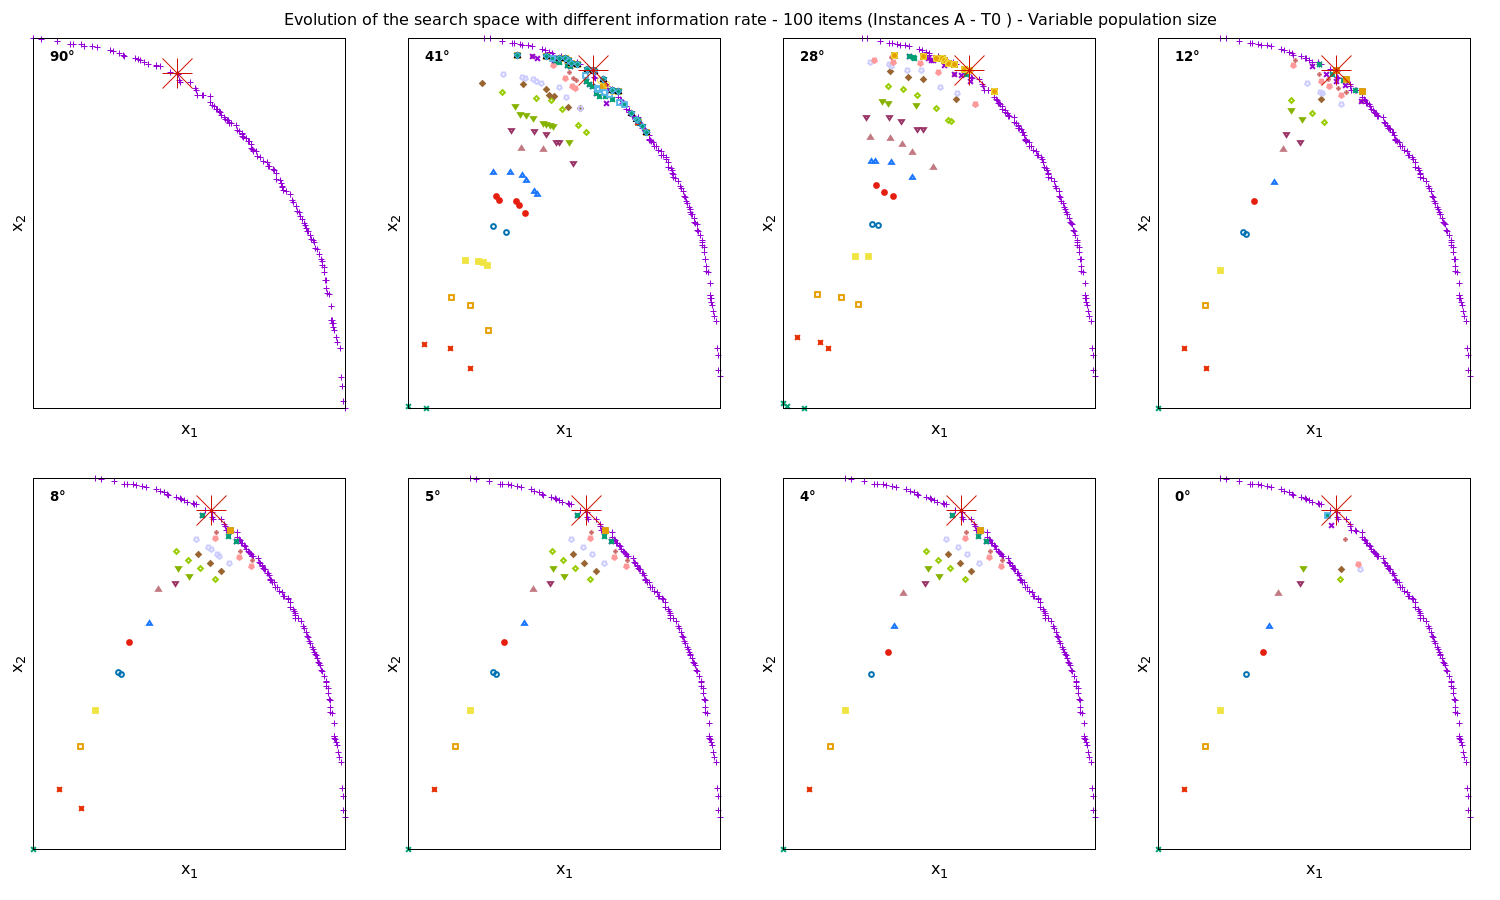 Evolution of the search space with different information rate - 100 items (Instances A - T0 ) - Variable population size
90°
41°
28°
12°
x₂
x₂
x₂
x₂
x₁
x₁
x₁
x₁
8°
5°
4°
0°
x₂
x₂
x₂
x₂
x₁
x₁
x₁
x₁